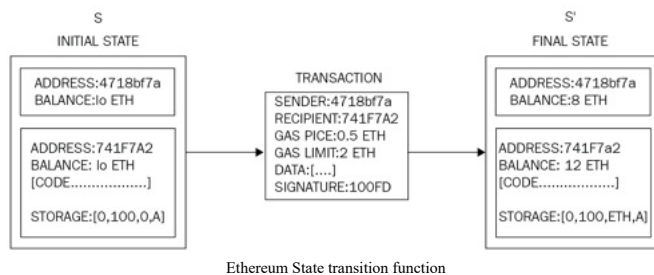 S
INITIAL STATE
ADDRESS:4718bf7a
BALANCE:lo ETH
ADDRESS:741F7A2
BALANCE: lo ETH
[CODE..................]
STORAGE:[0,100,0,A]
TRANSACTION
SENDER:4718bf7a
RECIPIENT:741F7A2
GAS PICE:0.5 ETH
GAS LIMIT:2 ETH
DATA:[....]
SIGNATURE:100FD
S'
FINAL STATE
ADDRESS:4718bf7a
BALANCE:8 ETH
ADDRESS:741F7a2
BALANCE: 12 ETH
[CODE..................]
STORAGE:[0,100,ETH,A]
Ethereum State transition function